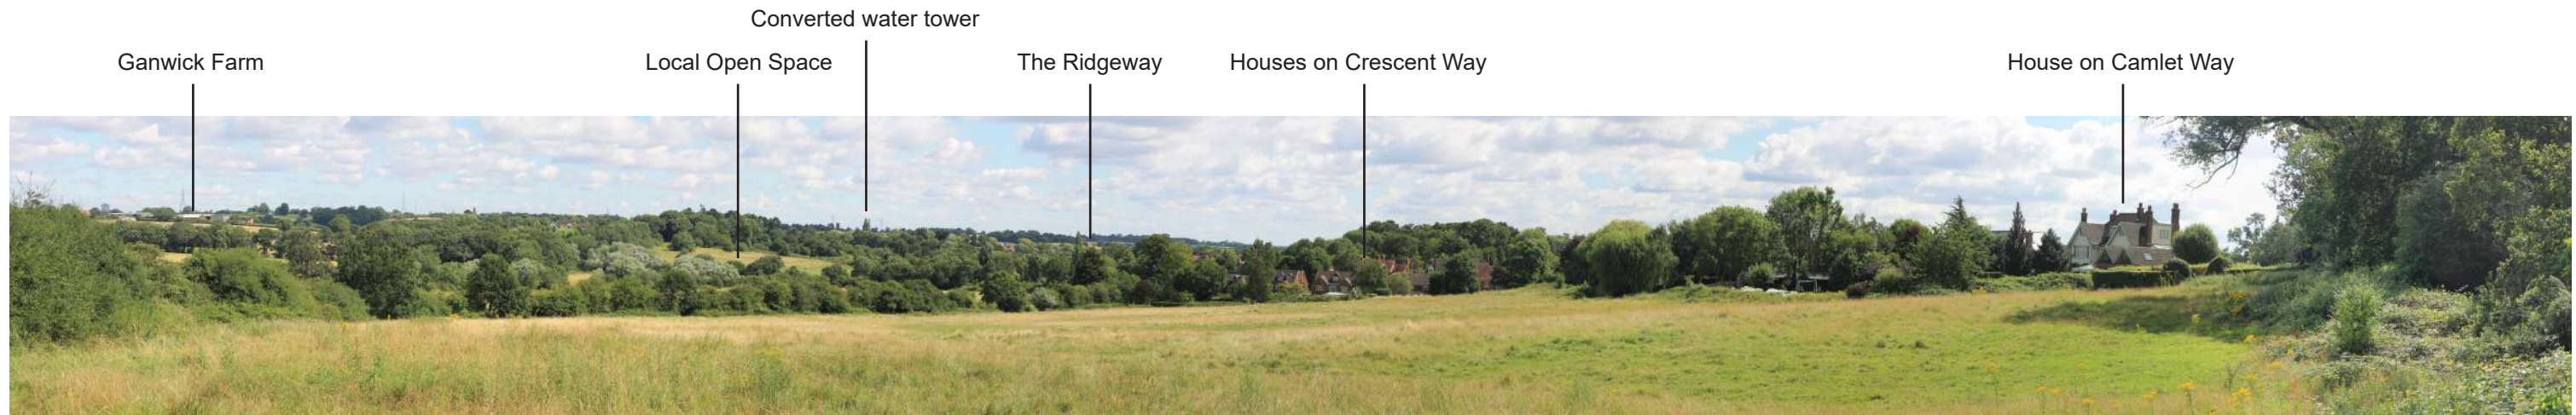 Converted water tower
Ganwick Farm
Local Open Space
The Ridgeway
Houses on Crescent Way
House on Camlet Way